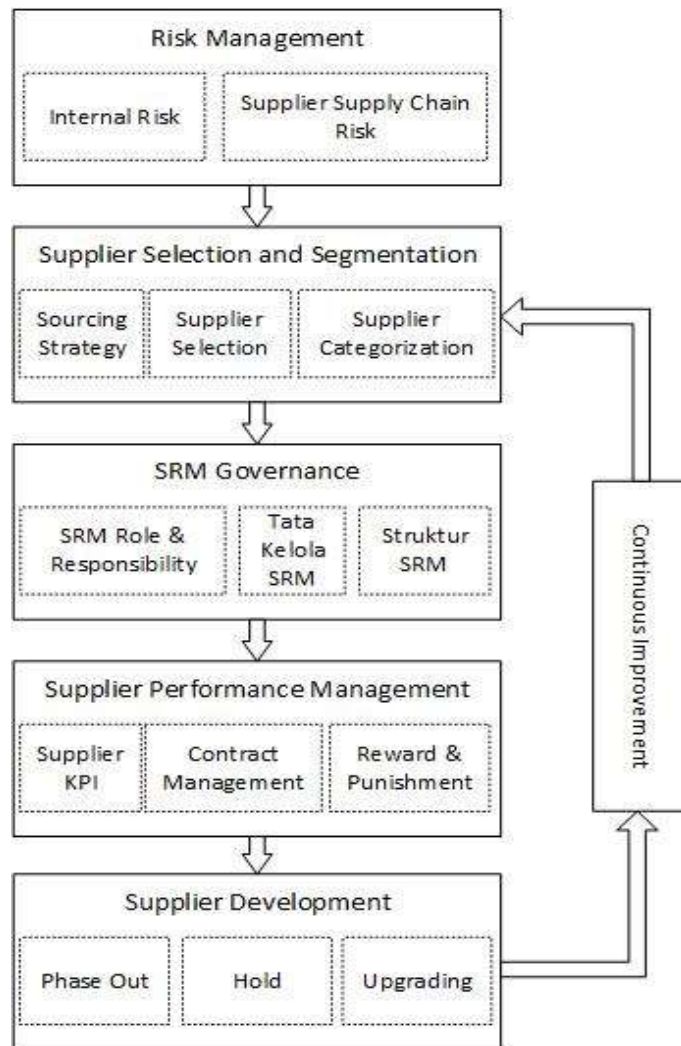 Risk Management
Internal Risk
Supplier Supply Chain
Risk
Supplier Selection and Segmentation
Sourcing
Strategy
Supplier
Selection
Supplier
Categorization
SRM Governance
SRM Role &
Responsibility
Tata
Kelola
SRM
Struktur
SRM
Supplier Performance Management
Supplier
KPI
Contract
Management
Reward &
Punishment
Supplier Development
Phase Out
Hold
Upgrading
Continuous Improvement